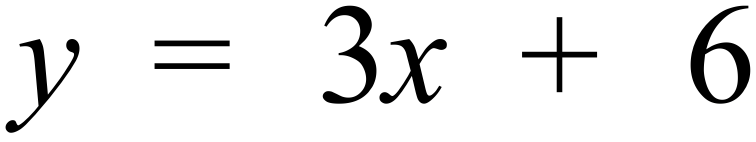 y = 3x + 6